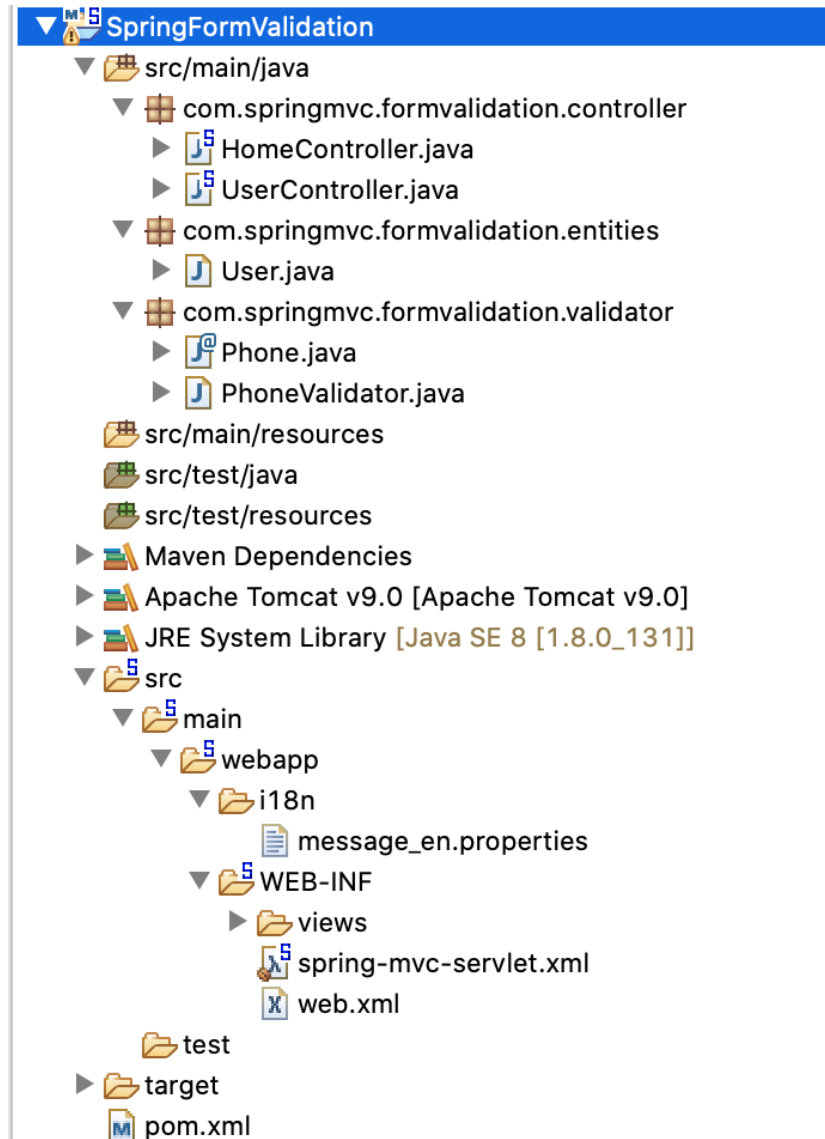 SpringFormValidation
src/main/java
com.springmvc.formvalidation.controller
HomeController.java
UserController.java
com.springmvc.formvalidation.entities
User.java
com.springmvc.formvalidation.validator
Phone.java
PhoneValidator.java
src/main/resources
src/test/java
src/test/resources
Maven Dependencies
Apache Tomcat v9.0 [Apache Tomcat v9.0]
JRE System Library [Java SE 8 [1.8.0_131]]
src
main
webapp
i18n
message_en.properties
WEB-INF
views
spring-mvc-servlet.xml
web.xml
test
target
pom.xml